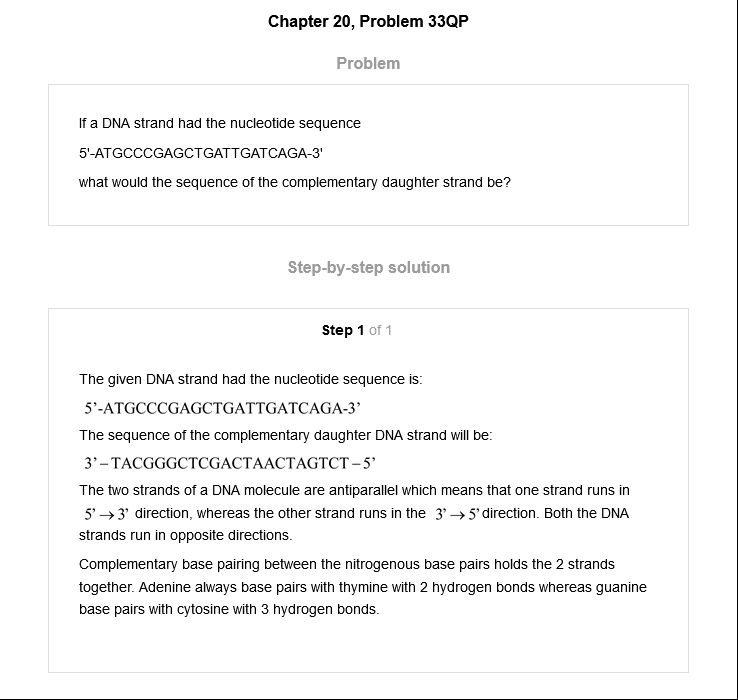 Chapter 20, Problem 33QP
Problem
If a DNA strand had the nucleotide sequence
5'-ATGCCCGAGCTGATTGATCAGA-3'
what would the sequence of the complementary daughter strand be?
Step-by-step solution
Step 1 of 1
The given DNA strand had the nucleotide sequence is:
5’-ATGCCCGAGCTGATTGATCAGA-3’
The sequence of the complementary daughter DNA strand will be:
3’–TACGGGCTCGACTAACTAGTCT–5’
The two strands of a DNA molecule are antiparallel which means that one strand runs in
5’→3’ direction, whereas the other strand runs in the 3’→5’ direction. Both the DNA
strands run in opposite directions.
Complementary base pairing between the nitrogenous base pairs holds the 2 strands
together. Adenine always base pairs with thymine with 2 hydrogen bonds whereas guanine
base pairs with cytosine with 3 hydrogen bonds.